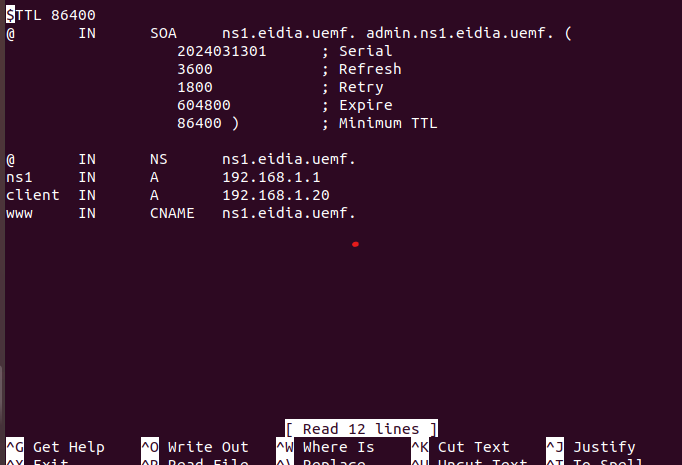 $TTL 86400
@ IN SOA ns1.eidia.uemf. admin.ns1.eidia.uemf. (
2024031301 ; Serial
3600 ; Refresh
1800 ; Retry
604800 ; Expire
86400 ) ; Minimum TTL
@ IN NS ns1.eidia.uemf.
ns1 IN A 192.168.1.1
client IN A 192.168.1.20
www IN CNAME ns1.eidia.uemf.
[ Read 12 lines ]
^G Get Help ^O Write Out ^W Where Is ^K Cut Text ^J Justify
^X Exit ^R Read File ^\ Replace ^U Uncut Text ^T To Spell